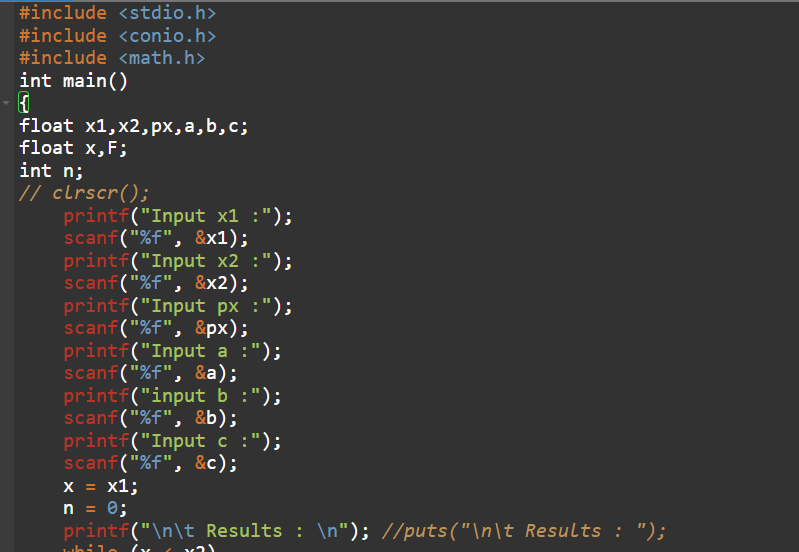 #include <stdio.h>
#include <conio.h>
#include <math.h>
int main()
{
float x1,x2,px,a,b,c;
float x,F;
int n;
// clrscr();
printf("Input x1 :");
scanf("%f", &x1);
printf("Input x2 :");
scanf("%f", &x2);
printf("Input px :");
scanf("%f", &px);
printf("Input a :");
scanf("%f", &a);
printf("input b :");
scanf("%f", &b);
printf("Input c :");
scanf("%f", &c);
x = x1;
n = 0;
printf("\n\t Results : \n"); //puts("\n\t Results : ");
while (x < x2)